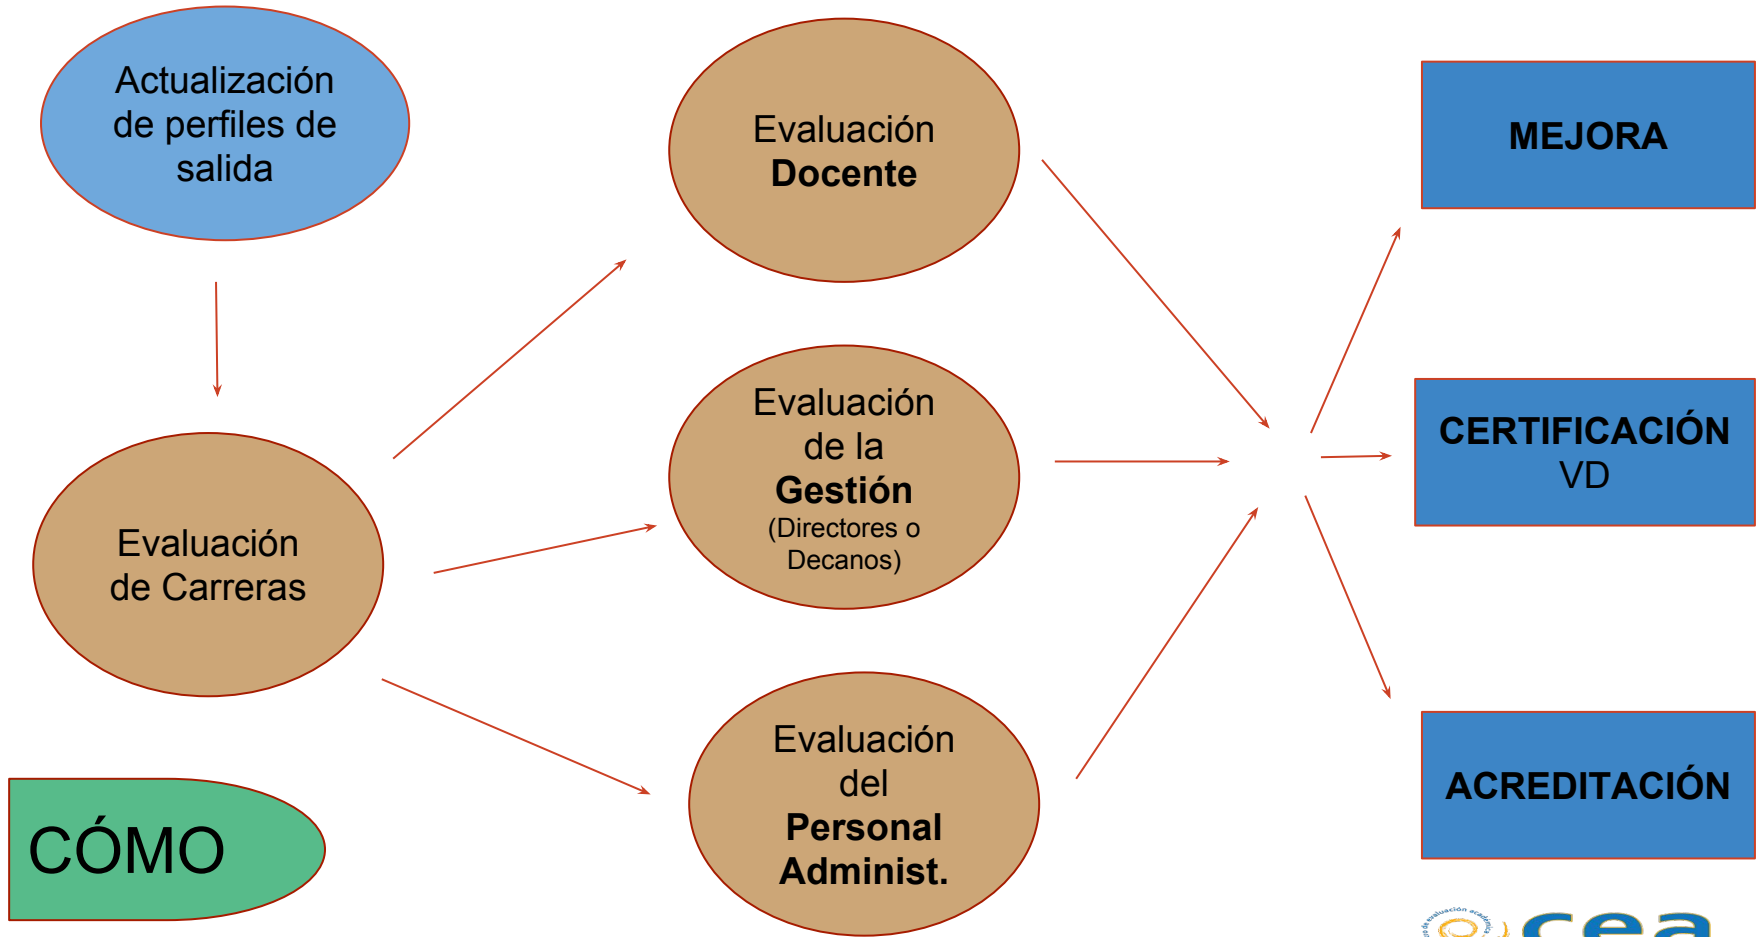 Actualización
de perfiles de
salida
Evaluación
Docente
MEJORA
Evaluación
de la
Gestión
(Directores o
Decanos)
CERTIFICACIÓN
VD
Evaluación
de Carreras
Evaluación
del
Personal
Administ.
ACREDITACIÓN
CÓMO
evaluación
cea